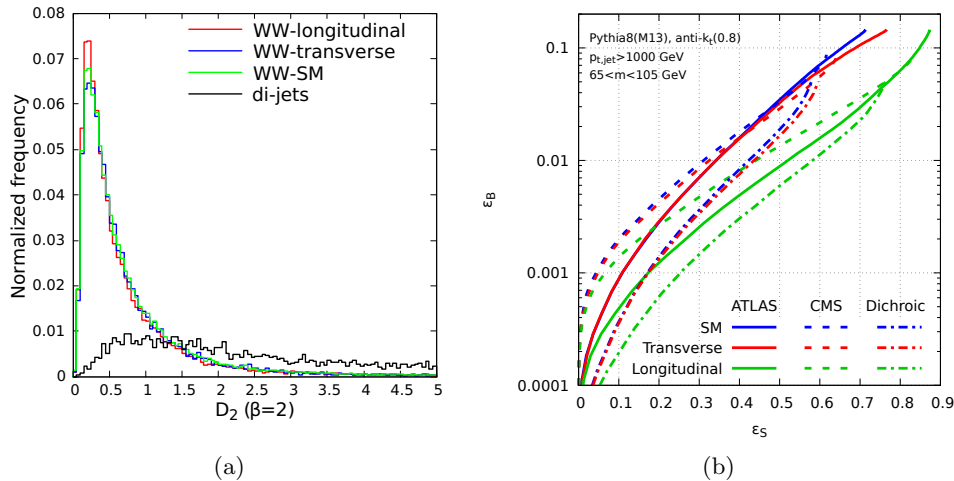 0.08
0.07
0.06
0.05
0.04
0.03
0.02
0.01
0
Normalized frequency
WW-longitudinal
WW-transverse
WW-SM
di-jets
0 0.5 1 1.5 2 2.5 3 3.5 4 4.5 5
D2 (β=2)
(a)
0.1
0.01
0.001
0.0001
εB
Pythia8(M13), anti-kt(0.8)
pt,jet>1000 GeV
65<m<105 GeV
ATLAS CMS Dichroic
SM
Transverse
Longitudinal
0 0.1 0.2 0.3 0.4 0.5 0.6 0.7 0.8 0.9
εS
(b)